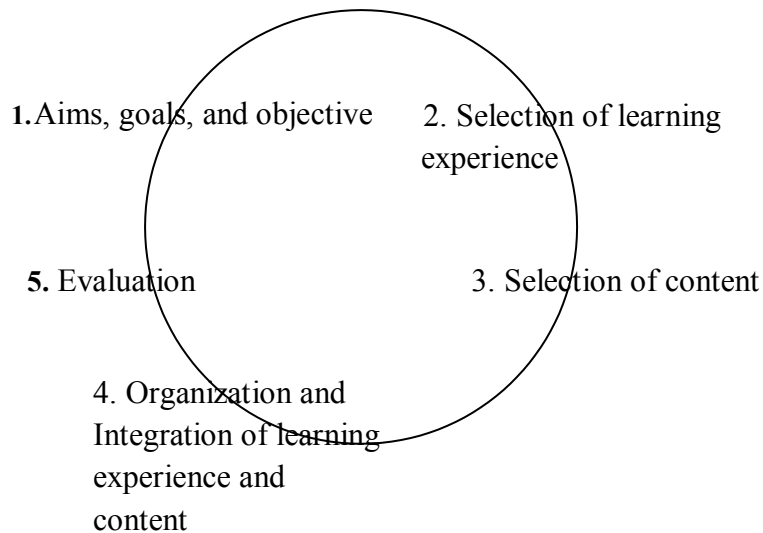 1. Aims, goals, and objective
2. Selection of learning
experience
3. Selection of content
4. Organization and
Integration of learning
experience and
content
5. Evaluation